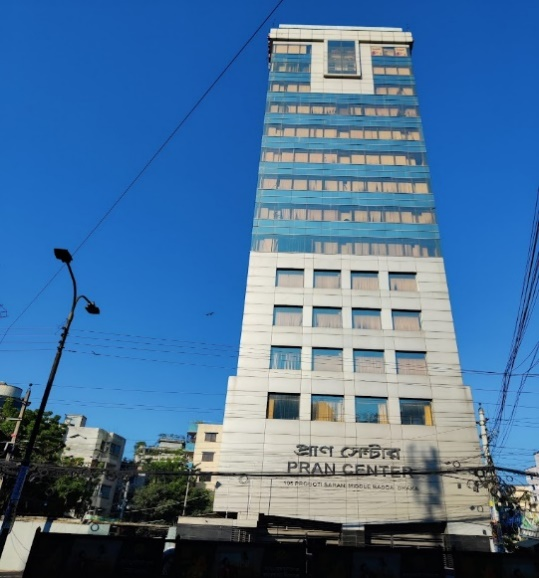 প্রাণ সেন্টার
PRAN CENTER
105 PROGOTI SARANI, MIDDLE BADDA, DHAKA